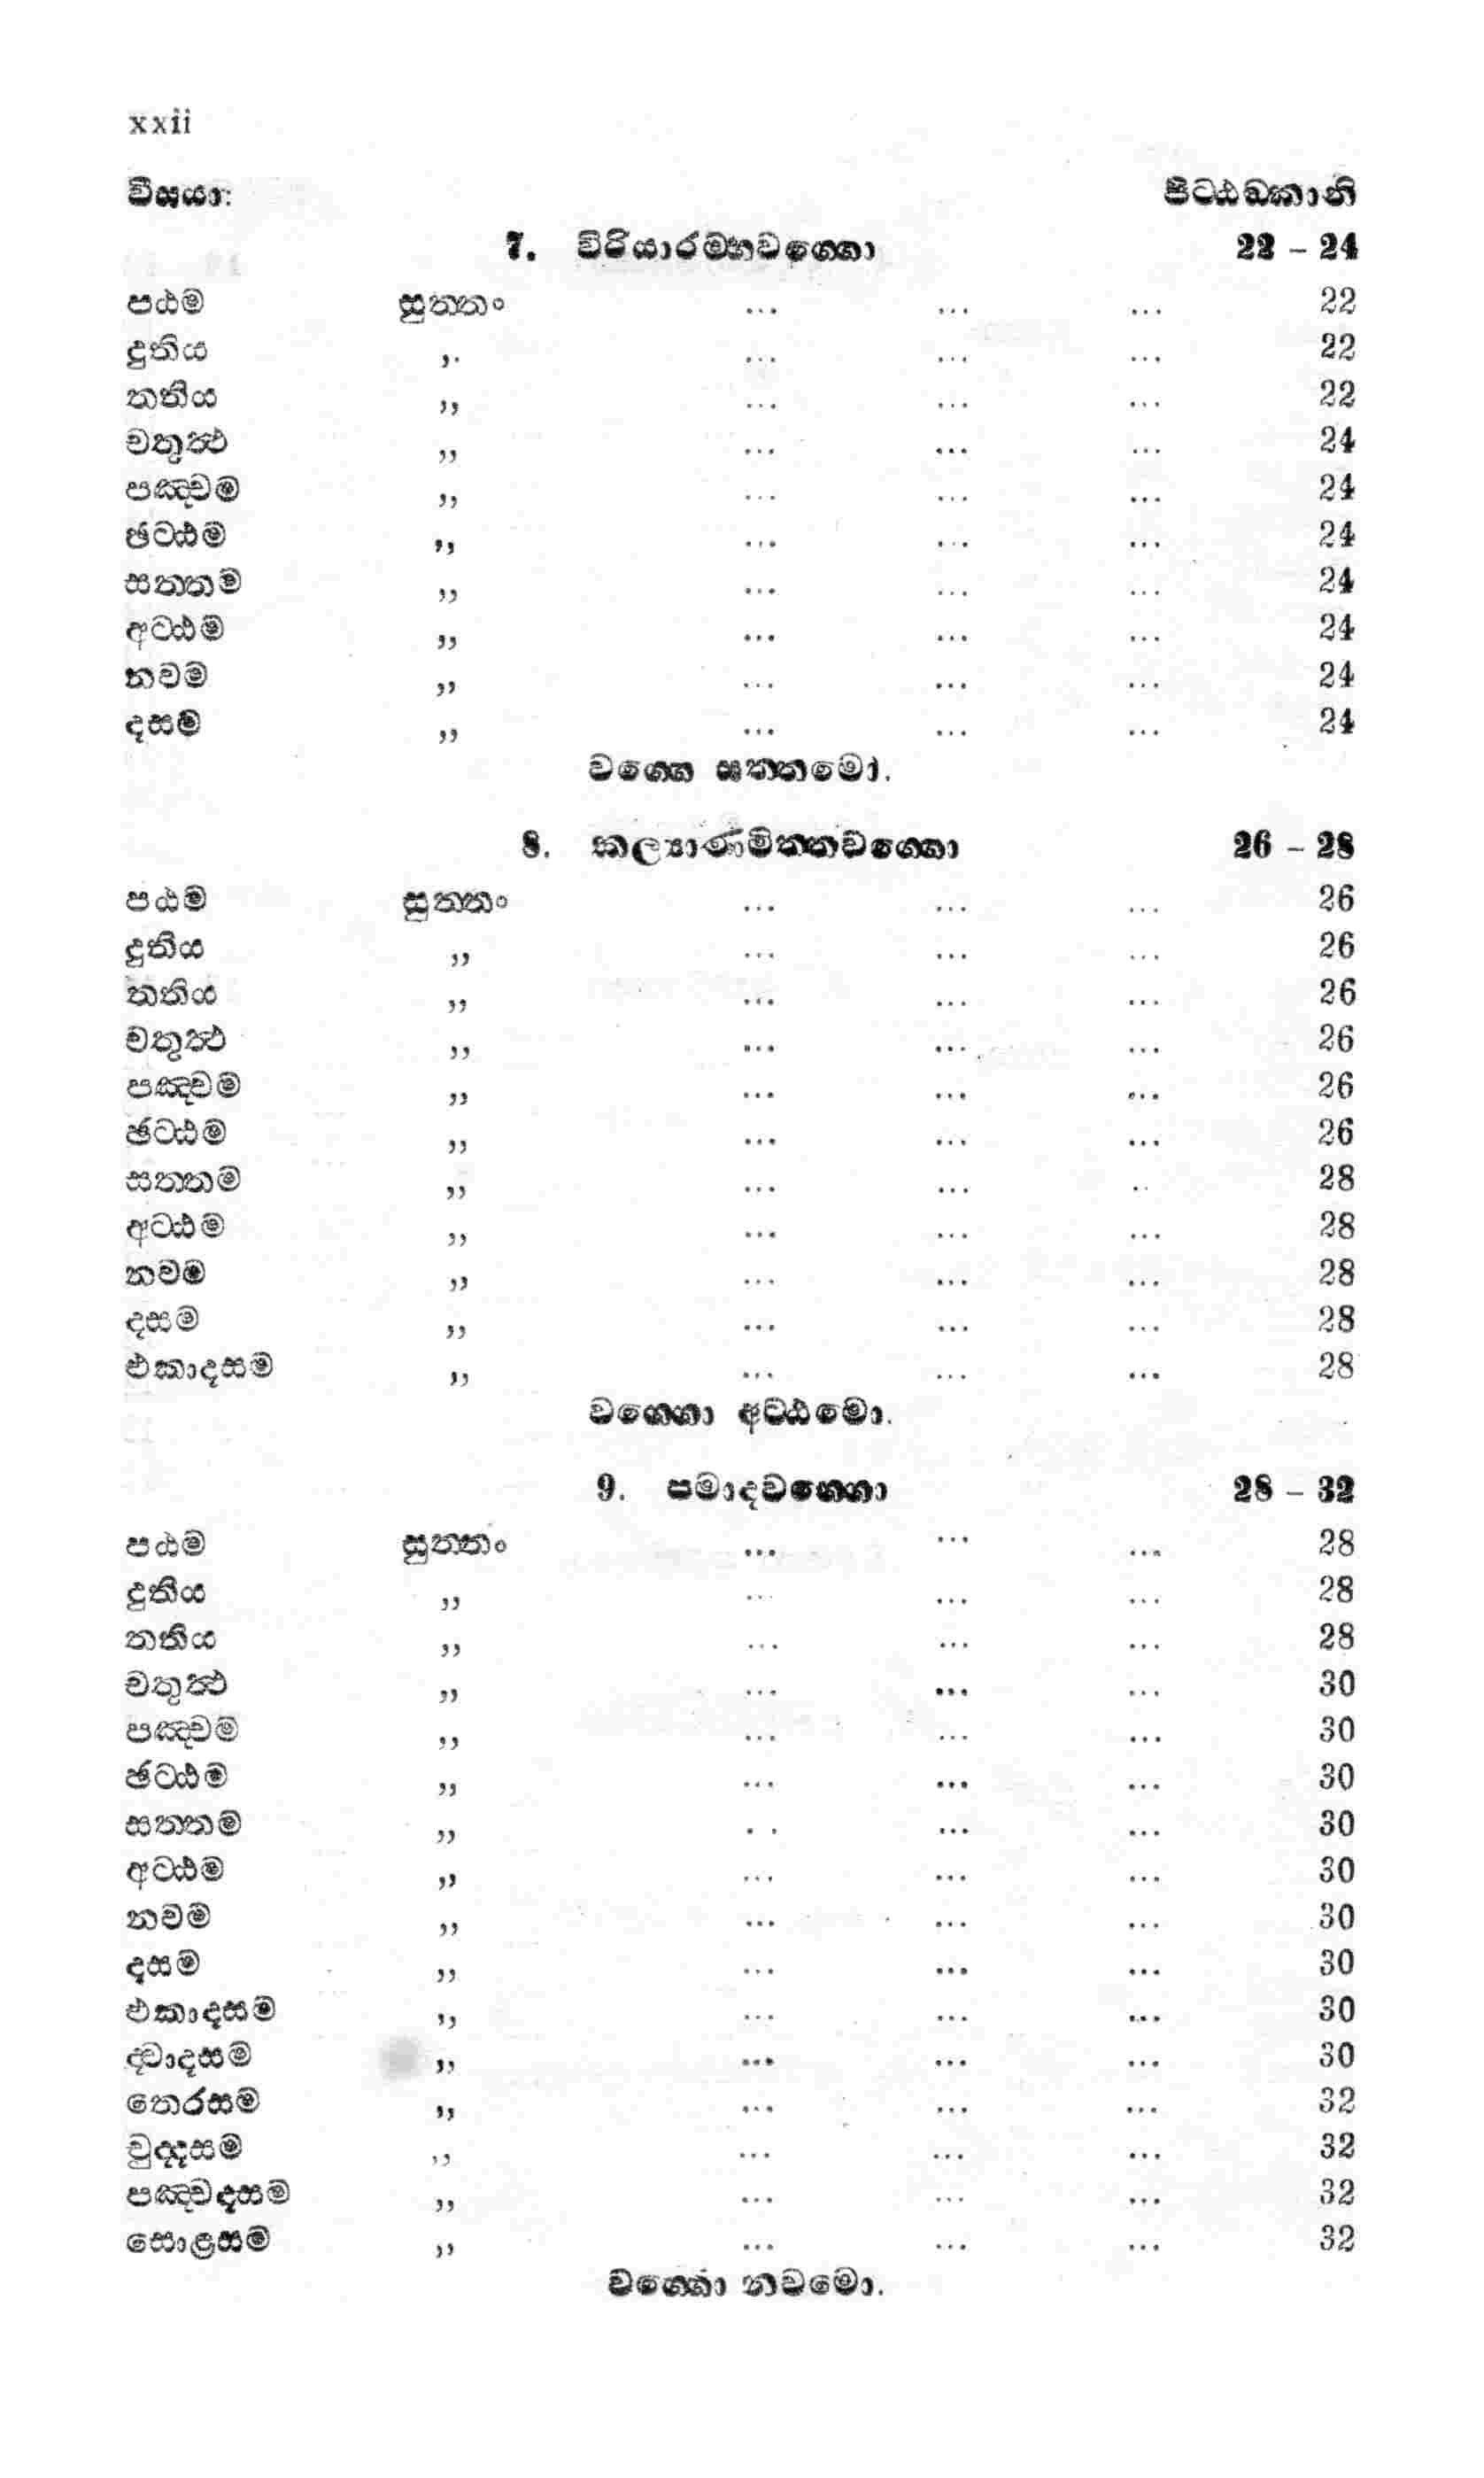 xxii
විසයා: පිට්ඨඞ්කානි
7. විරියාරම්භවග්ගො 22 – 24
පඨම සුත්තං ... ... ... 22
දුතිය ,, ... ... ... 22
තතිය ,, ... ... ... 22
චතුත්ථ ,, ... ... ... 24
පඤ්චම ,, ... ... ... 24
ඡට්ඨම ,, ... ... ... 24
සත්තම ,, ... ... ... 24
අට්ඨම ,, ... ... ... 24
නවම ,, ... ... ... 24
දසම ,, ... ... ... 24
වග්ගො සත්තමො.
8. කල්‍යාණමිත්තවග්ගො 26 – 28
පඨම සුත්තං ... ... ... 26
දුතිය ,, ... ... ... 26
තතිය ,, ... ... ... 26
චතුත්ථ ,, ... ... ... 26
පඤ්චම ,, ... ... ... 26
ඡට්ඨම ,, ... ... ... 26
සත්තම ,, ... ... .. 28
අට්ඨම ,, ... ... ... 28
නවම ,, ... ... ... 28
දසම ,, ... ... ... 28
එකාදසම ,, ... ... ... 28
වග්ගො අට්ඨමො.
9. පමාදවග්ගො 28 – 32
පඨම සුත්තං ... ... ... 28
දුතිය ,, ... ... ... 28
තතිය ,, ... ... ... 28
චතුත්ථ ,, ... ... ... 30
පඤ්චම ,, ... ... ... 30
ඡට්ඨම ,, ... ... ... 30
සත්තම ,, . . ... ... 30
අට්ඨම ,, ... ... ... 30
නවම ,, ... ... ... 30
දසම ,, ... ... ... 30
එකාදසම ,, ... ... ... 30
ද්වාදසම ,, ... ... ... 30
තෙරසම ,, ... ... ... 32
චුද්දසම ,, ... ... ... 32
පඤ්චදසම ,, ... ... ... 32
සොළසම ,, ... ... ... 32
වග්ගො නවමො.